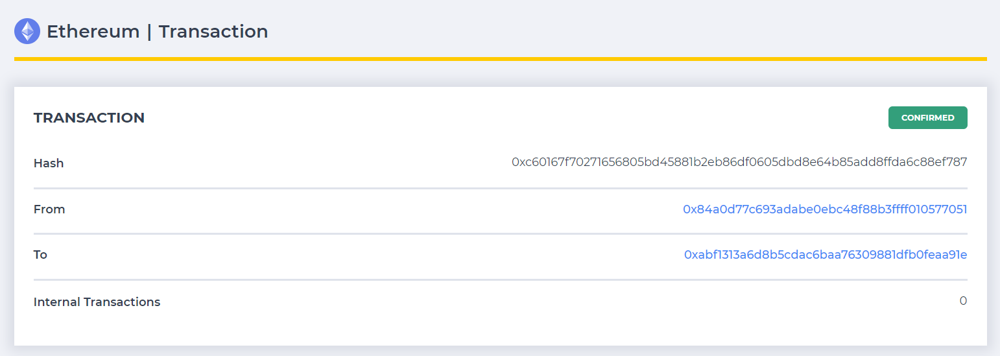 Ethereum | Transaction
TRANSACTION
CONFIRMED
Hash
0xc60167f70271656805bd45881b2eb86df0605dbd8e64b85add8ffda6c88ef787
From
0x84a0d77c693adabe0ebc48f88b3ffff010577051
To
0xabf1313a6d8b5cdac6baa76309881dfb0feaa91e
Internal Transactions
0